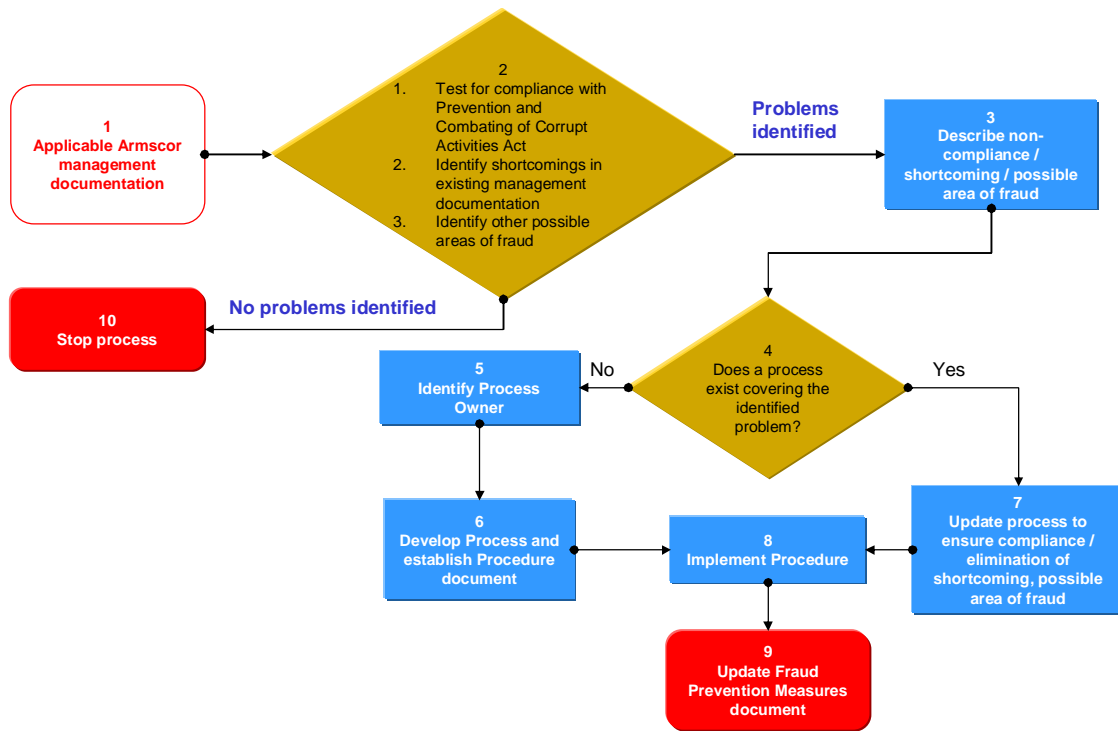 1
Applicable Armscor
management
documentation
2
1. Test for compliance with
Prevention and
Combating of Corrupt
Activities Act
2. Identify shortcomings in
existing management
documentation
3. Identify other possible
areas of fraud
Problems
identified
3
Describe non-
compliance /
shortcoming / possible
area of fraud
No problems identified
10
Stop process
4
Does a process
exist covering the
identified
problem?
No
Yes
5
Identify Process
Owner
6
Develop Process and
establish Procedure
document
7
Update process to
ensure compliance /
elimination of
shortcoming, possible
area of fraud
8
Implement Procedure
9
Update Fraud
Prevention Measures
document